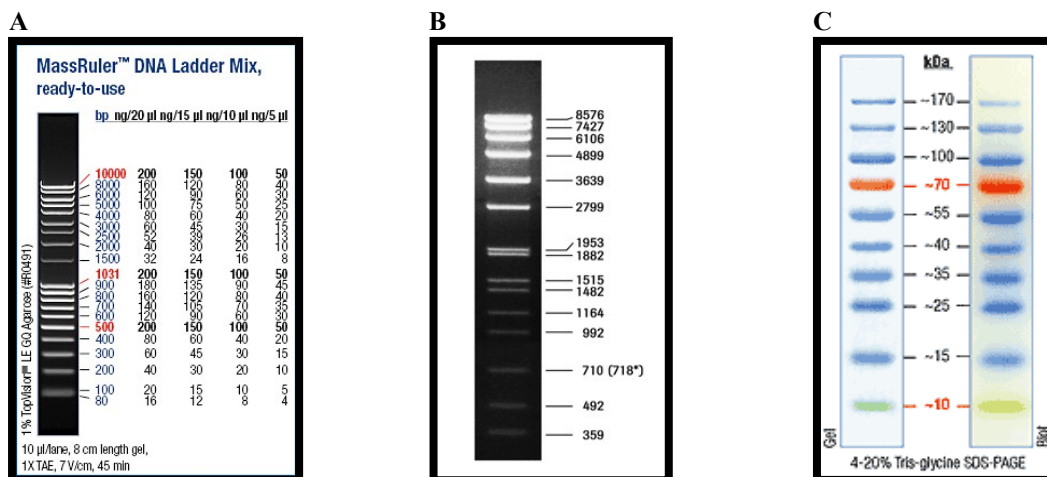 A
B
C
MassRuler™ DNA Ladder Mix,
ready-to-use
bp ng/20 µl ng/15 µl ng/10 µl ng/5 µl
10000 200 150 100 50
8000 160 120 80 40
6000 120 90 60 30
5000 100 75 50 25
4000 80 60 40 20
3000 60 45 30 15
2500 52 39 26 13
2000 40 30 20 10
1500 32 24 16 8
1031 200 150 100 50
900 180 135 90 45
800 160 120 80 40
700 140 105 70 35
600 120 90 60 30
500 200 150 100 50
400 80 60 40 20
300 60 45 30 15
200 40 30 20 10
100 20 15 10 5
80 16 12 8 4
1% TopVision™ LE GQ Agarose (#R0491)
10 µl/lane, 8 cm length gel,
1X TAE, 7 V/cm, 45 min
8576
7427
6106
4899
3639
2799
1953
1882
1515
1482
1164
992
710 (718*)
492
359
kDa
~170
~130
~100
~70
~55
~40
~35
~25
~15
~10
Gel
Blot
4-20% Tris-glycine SDS-PAGE